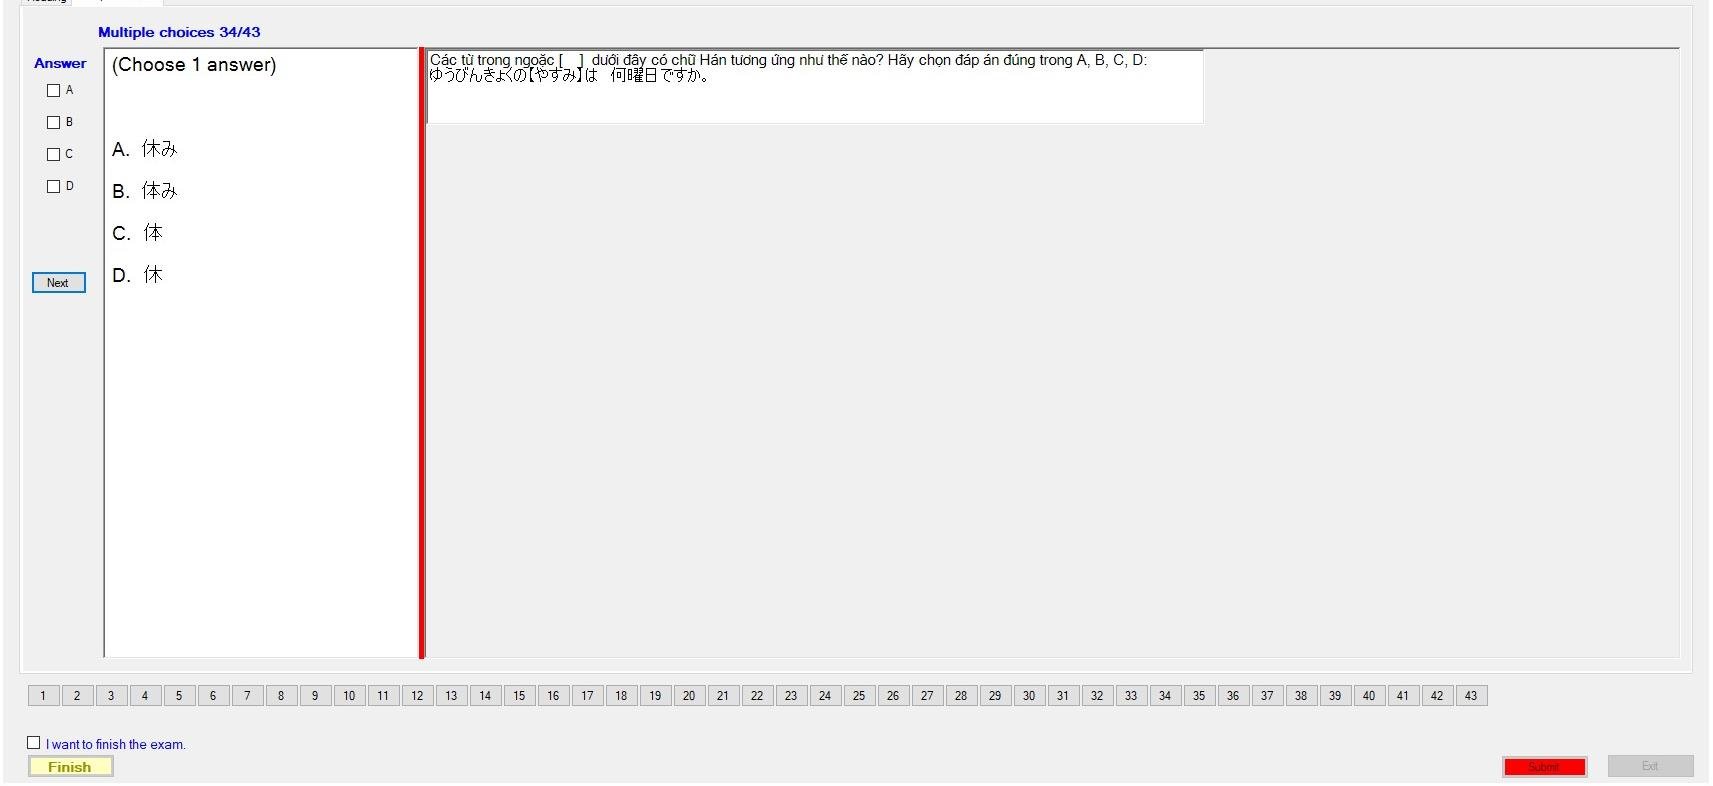 Multiple choices 34/43
Answer
A
B
C
D
Next
(Choose 1 answer)
A. 休み
B. 体み
C. 体
D. 休
Các từ trong ngoặc [ ] dưới đây có chữ Hán tương ứng như thế nào? Hãy chọn đáp án đúng trong A, B, C, D:
ゆうびんきょくの【やすみ】は 何曜日ですか。
1 2 3 4 5 6 7 8 9 10 11 12 13 14 15 16 17 18 19 20 21 22 23 24 25 26 27 28 29 30 31 32 33 34 35 36 37 38 39 40 41 42 43
I want to finish the exam.
Finish
Submit
Exit